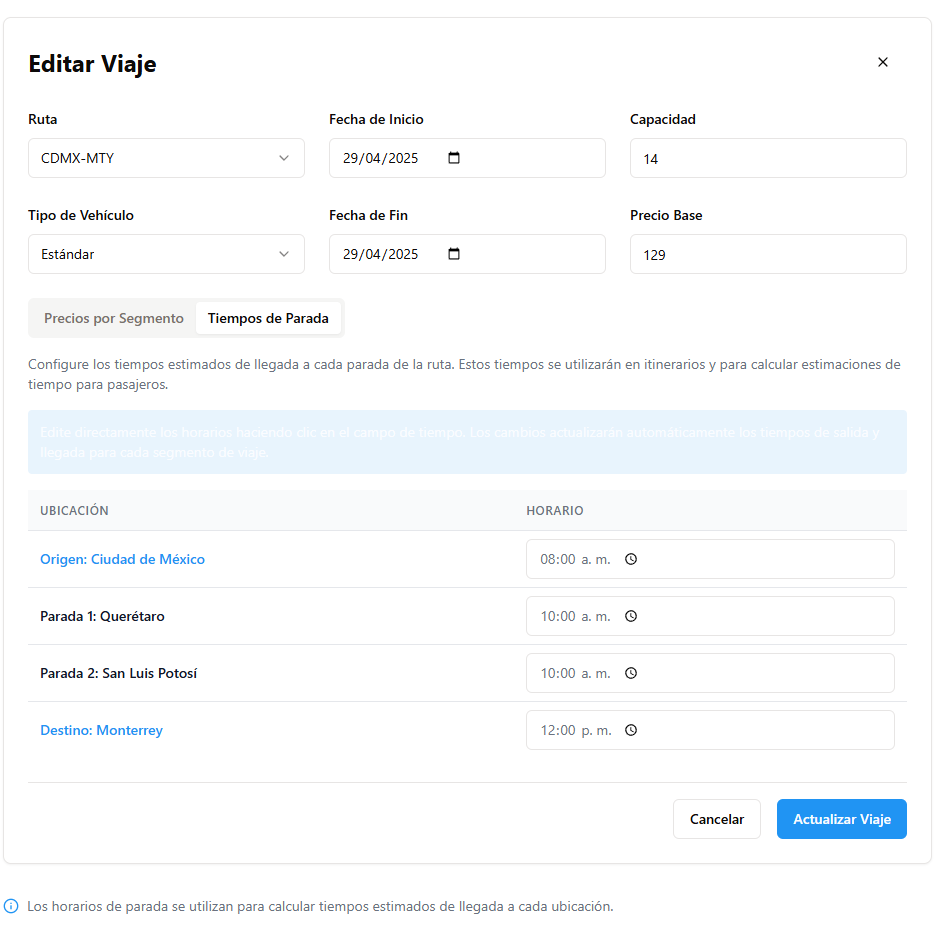 Editar Viaje
Ruta
Fecha de Inicio
Capacidad
CDMX-MTY
29/04/2025
14
Tipo de Vehículo
Fecha de Fin
Precio Base
Estándar
29/04/2025
129
Precios por Segmento
Tiempos de Parada
Configure los tiempos estimados de llegada a cada parada de la ruta. Estos tiempos se utilizarán en itinerarios y para calcular estimaciones de
tiempo para pasajeros.
Edite directamente los horarios haciendo clic en el campo de tiempo. Los cambios actualizarán automáticamente los tiempos de salida y
llegada para cada segmento de viaje.
UBICACIÓN
HORARIO
Origen: Ciudad de México
08:00 a. m.
Parada 1: Querétaro
10:00 a. m.
Parada 2: San Luis Potosí
10:00 a. m.
Destino: Monterrey
12:00 p. m.
Cancelar
Actualizar Viaje
Los horarios de parada se utilizan para calcular tiempos estimados de llegada a cada ubicación.